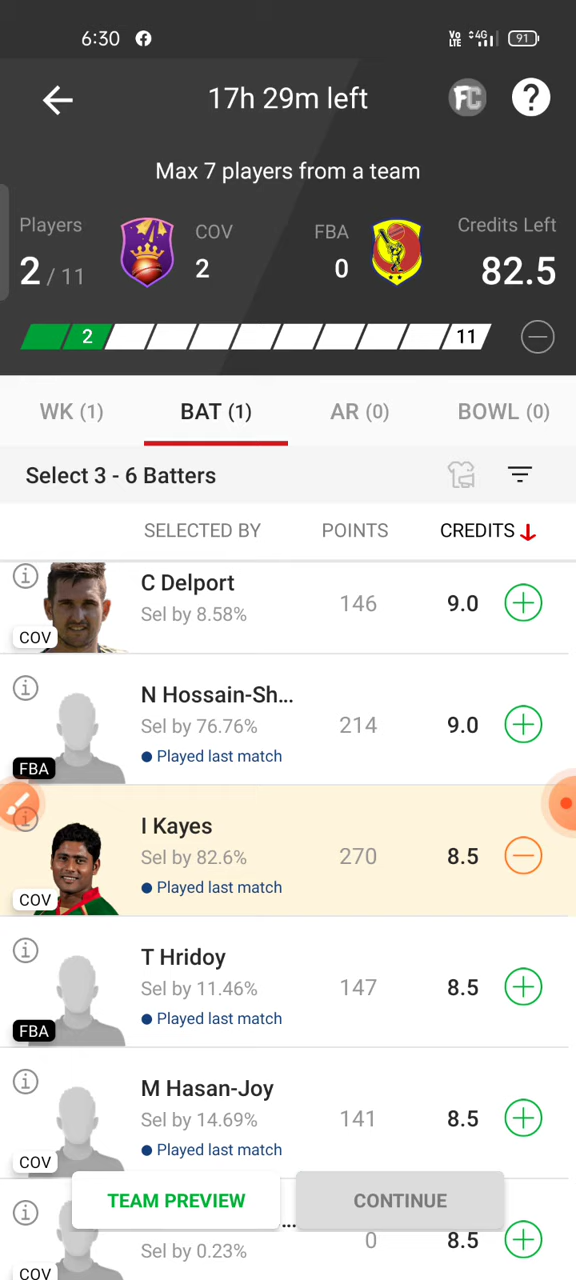 6:30
Vo LTE 4G 91
17h 29m left
FC ?
Max 7 players from a team
Players COV FBA Credits Left
2 / 11 2 0 82.5
2 11
WK (1) BAT (1) AR (0) BOWL (0)
Select 3 - 6 Batters
SELECTED BY POINTS CREDITS
i C Delport
Sel by 8.58% 146 9.0
COV
i N Hossain-Sh...
Sel by 76.76% 214 9.0
Played last match
FBA
i I Kayes
Sel by 82.6% 270 8.5
Played last match
COV
i T Hridoy
Sel by 11.46% 147 8.5
Played last match
FBA
i M Hasan-Joy
Sel by 14.69% 141 8.5
Played last match
COV
TEAM PREVIEW CONTINUE
i ...
Sel by 0.23% 0 8.5
COV